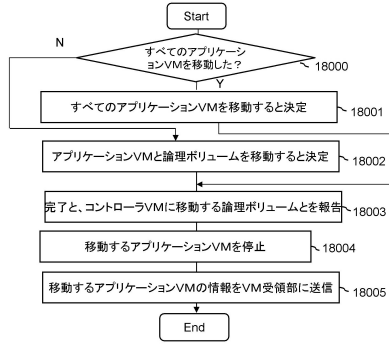 Start
N
すべてのアプリケーシ
ョンVMを移動した？
18000
Y
すべてのアプリケーションVMを移動すると決定
18001
アプリケーションVMと論理ボリュームを移動すると決定
18002
完了と、コントローラVMに移動する論理ボリュームとを報告
18003
移動するアプリケーションVMを停止
18004
移動するアプリケーションVMの情報をVM受領部に送信
18005
End